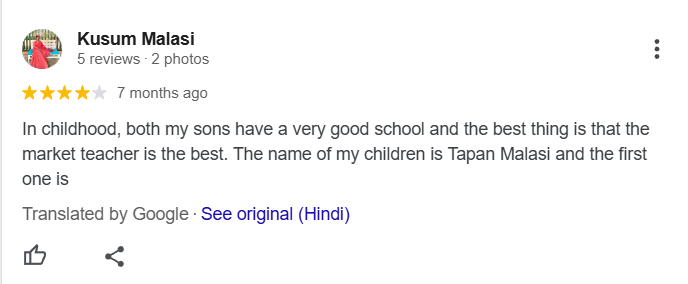 Kusum Malasi
5 reviews · 2 photos
7 months ago
In childhood, both my sons have a very good school and the best thing is that the
market teacher is the best. The name of my children is Tapan Malasi and the first
one is
Translated by Google · See original (Hindi)